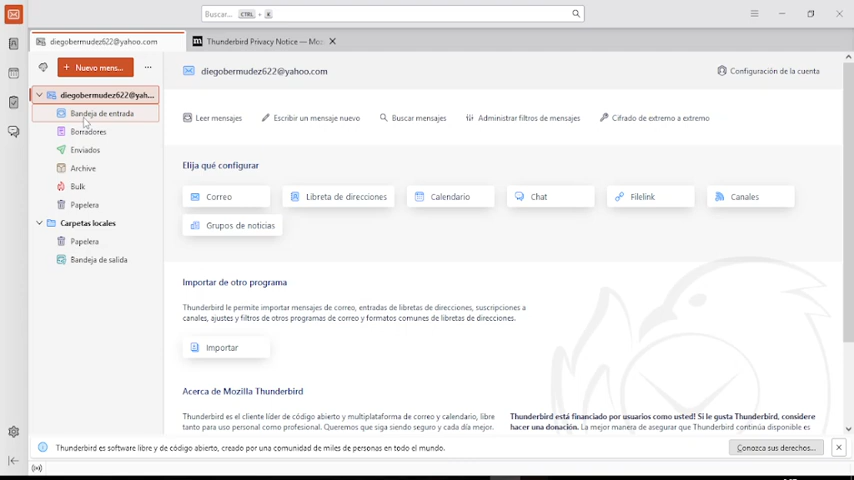 Buscar... CTRL + K
diegobermudez622@yahoo.com
Thunderbird Privacy Notice — Moz
+ Nuevo mens... ...
diegobermudez622@yah...
Bandeja de entrada
Borradores
Enviados
Archive
Bulk
Papelera
Carpetas locales
Papelera
Bandeja de salida
diegobermudez622@yahoo.com
Configuración de la cuenta
Leer mensajes
Escribir un mensaje nuevo
Buscar mensajes
Administrar filtros de mensajes
Cifrado de extremo a extremo
Elija qué configurar
Correo
Libreta de direcciones
Calendario
Chat
Filelink
Canales
Grupos de noticias
Importar de otro programa
Thunderbird le permite importar mensajes de correo, entradas de libretas de direcciones, suscripciones a
canales, ajustes y filtros de otros programas de correo y formatos comunes de libretas de direcciones.
Importar
Acerca de Mozilla Thunderbird
Thunderbird es el cliente líder de código abierto y multiplataforma de correo y calendario, libre
tanto para uso personal como profesional. Queremos que siga siendo seguro y cada día mejor.
Thunderbird está financiado por usuarios como usted! Si le gusta Thunderbird, considere
hacer una donación. La mejor manera de asegurar que Thunderbird continúa disponible es
Thunderbird es software libre y de código abierto, creado por una comunidad de miles de personas en todo el mundo.
Conozca sus derechos...